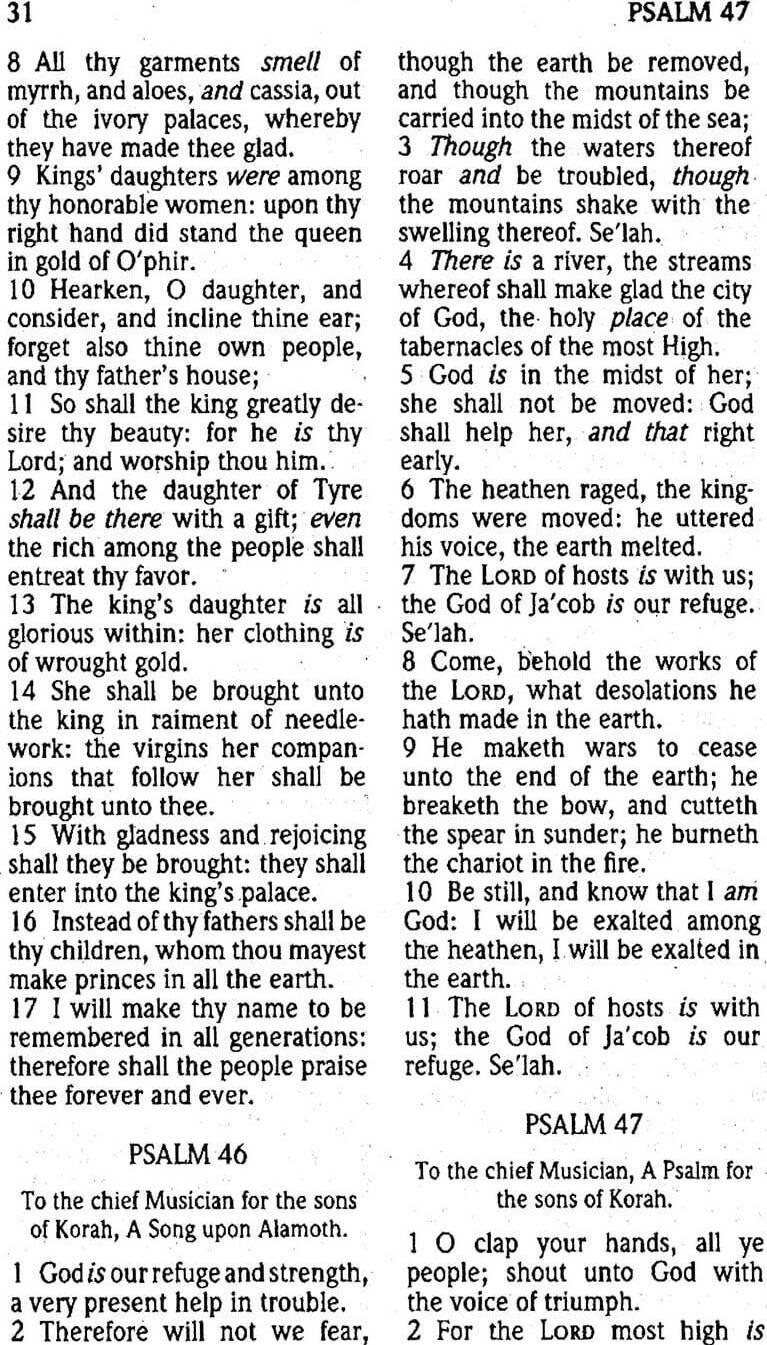 31
PSALM 47
8 All thy garments smell of
myrrh, and aloes, and cassia, out
of the ivory palaces, whereby
they have made thee glad.
9 Kings' daughters were among
thy honorable women: upon thy
right hand did stand the queen
in gold of O'phir.
10 Hearken, O daughter, and
consider, and incline thine ear;
forget also thine own people,
and thy father's house;
11 So shall the king greatly de-
sire thy beauty: for he is thy
Lord; and worship thou him.
12 And the daughter of Tyre
shall be there with a gift; even
the rich among the people shall
entreat thy favor.
13 The king's daughter is all
glorious within: her clothing is
of wrought gold.
14 She shall be brought unto
the king in raiment of needle-
work: the virgins her compan-
ions that follow her shall be
brought unto thee.
15 With gladness and rejoicing
shall they be brought: they shall
enter into the king's palace.
16 Instead of thy fathers shall be
thy children, whom thou mayest
make princes in all the earth.
17 I will make thy name to be
remembered in all generations:
therefore shall the people praise
thee forever and ever.
PSALM 46
To the chief Musician for the sons
of Korah, A Song upon Alamoth.
1 God is our refuge and strength,
a very present help in trouble.
2 Therefore will not we fear,
though the earth be removed,
and though the mountains be
carried into the midst of the sea;
3 Though the waters thereof
roar and be troubled, though
the mountains shake with the
swelling thereof. Se'lah.
4 There is a river, the streams
whereof shall make glad the city
of God, the holy place of the
tabernacles of the most High.
5 God is in the midst of her;
she shall not be moved: God
shall help her, and that right
early.
6 The heathen raged, the king-
doms were moved: he uttered
his voice, the earth melted.
7 The LORD of hosts is with us;
the God of Ja'cob is our refuge.
Se'lah.
8 Come, behold the works of
the LORD, what desolations he
hath made in the earth.
9 He maketh wars to cease
unto the end of the earth; he
breaketh the bow, and cutteth
the spear in sunder; he burneth
the chariot in the fire.
10 Be still, and know that I am
God: I will be exalted among
the heathen, I will be exalted in
the earth.
11 The LORD of hosts is with
us; the God of Ja'cob is our
refuge. Se'lah.
PSALM 47
To the chief Musician, A Psalm for
the sons of Korah.
1 O clap your hands, all ye
people; shout unto God with
the voice of triumph.
2 For the LORD most high is